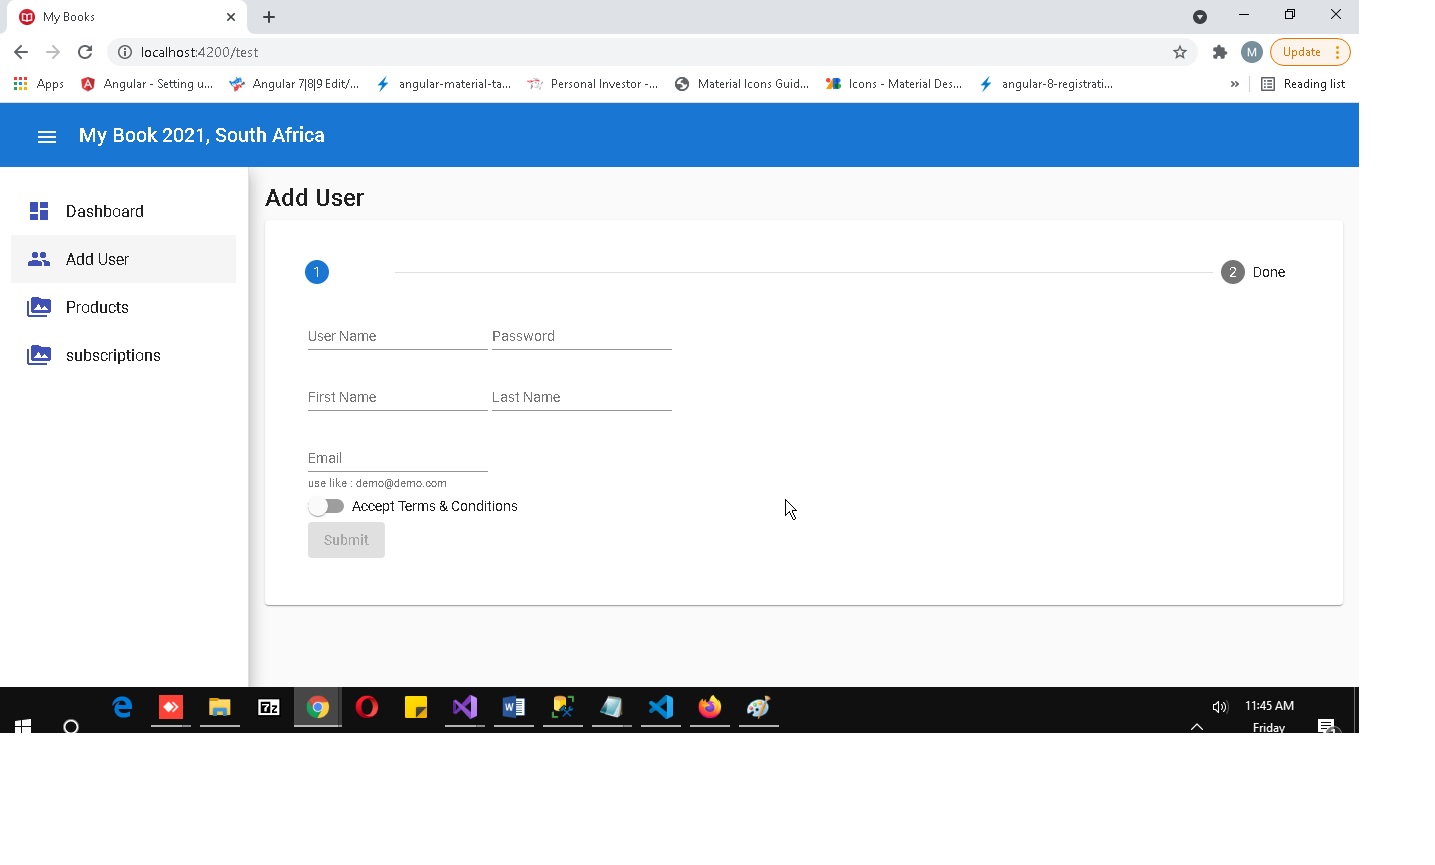 My Books
localhost:4200/test
M
Update
Apps
Angular - Setting u...
Angular 7|8|9 Edit/...
angular-material-ta...
Personal Investor -...
Material Icons Guid...
Icons - Material Des...
angular-8-registrati...
»
Reading list
My Book 2021, South Africa
Dashboard
Add User
Products
subscriptions
Add User
1
2 Done
User Name
Password
First Name
Last Name
Email
use like : demo@demo.com
Accept Terms & Conditions
Submit
7z
W
11:45 AM
Friday